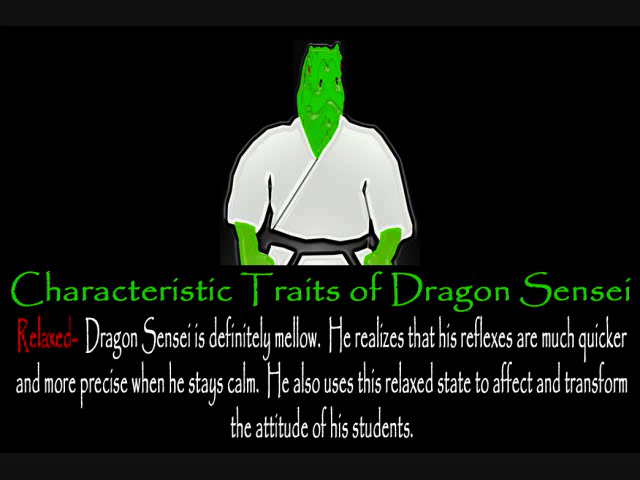 Characteristic Traits of Dragon Sensei
Relaxed- Dragon Sensei is definitely mellow. He realizes that his reflexes are much quicker
and more precise when he stays calm. He also uses this relaxed state to affect and transform
the attitude of his students.